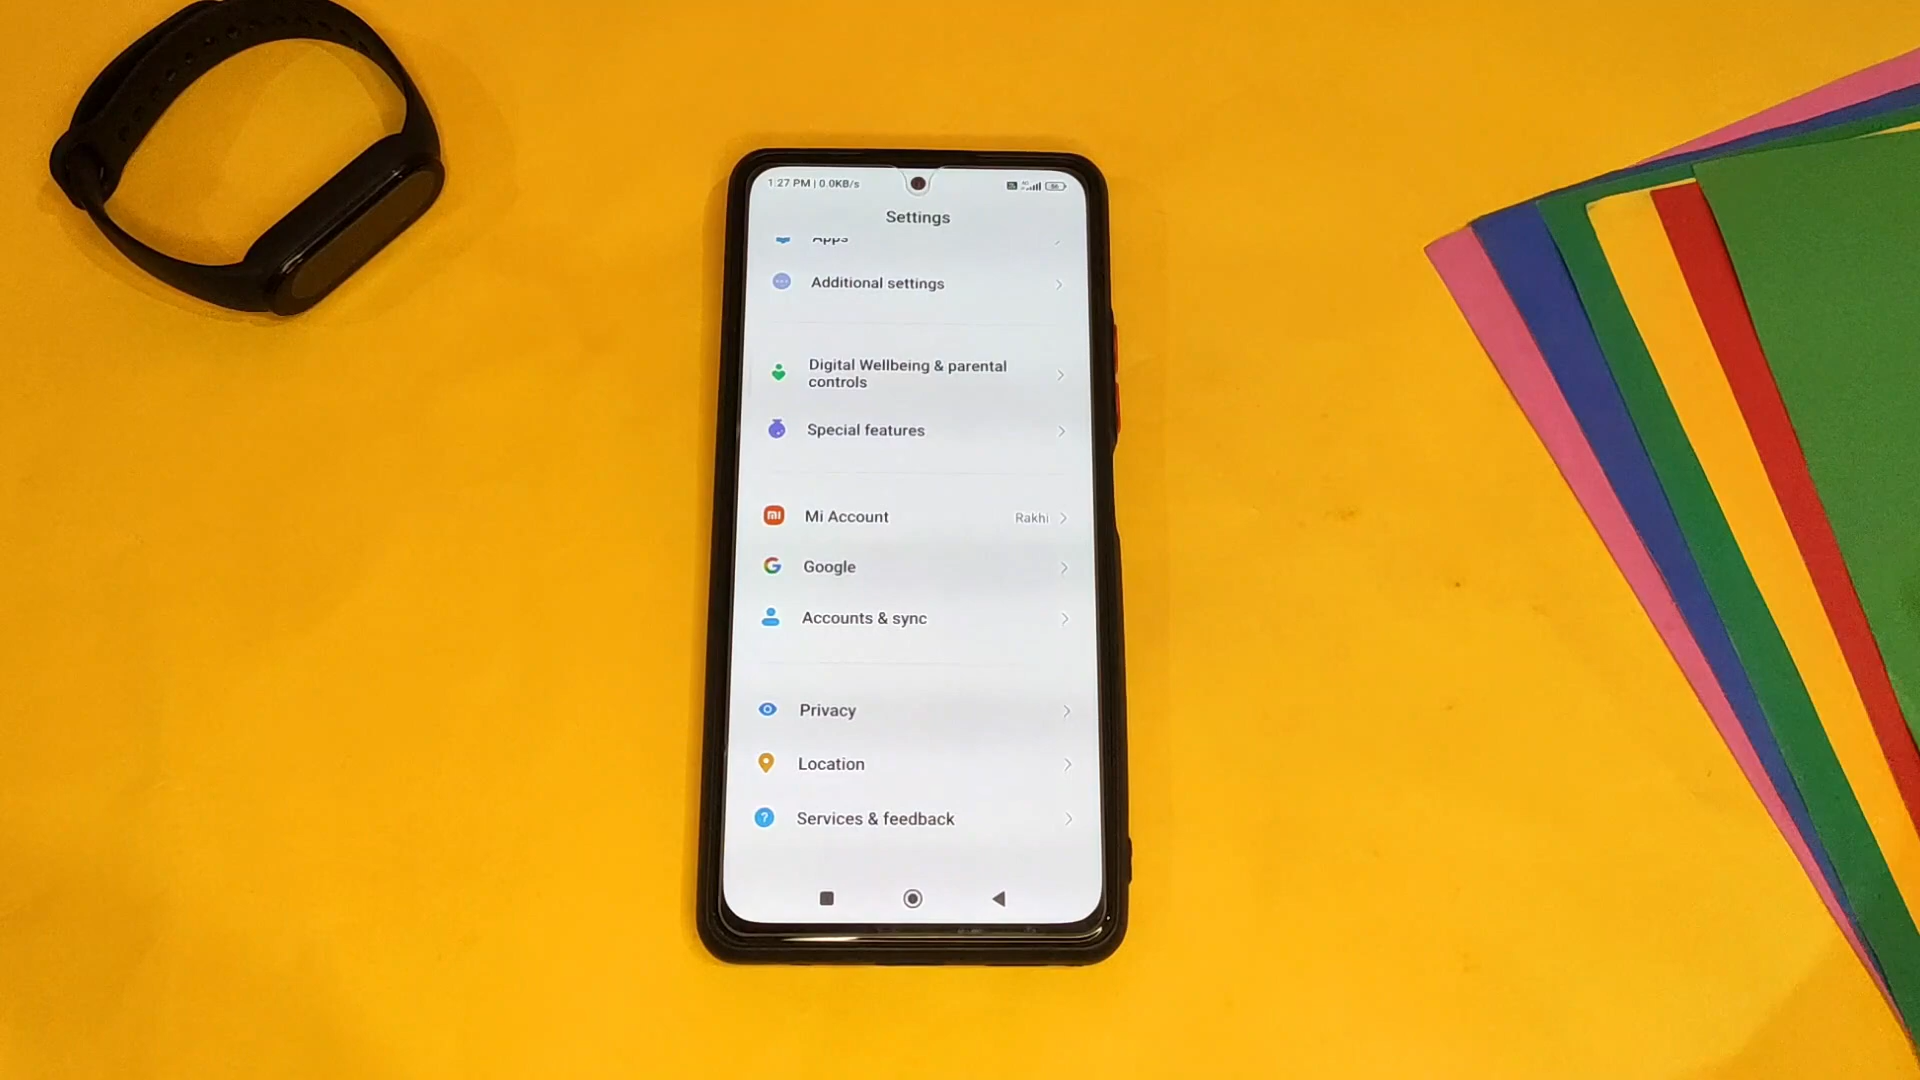 1:27 PM | 0.0KB/s
Settings
Apps
Additional settings
Digital Wellbeing & parental
controls
Special features
Mi Account
Rakhi
Google
Accounts & sync
Privacy
Location
Services & feedback